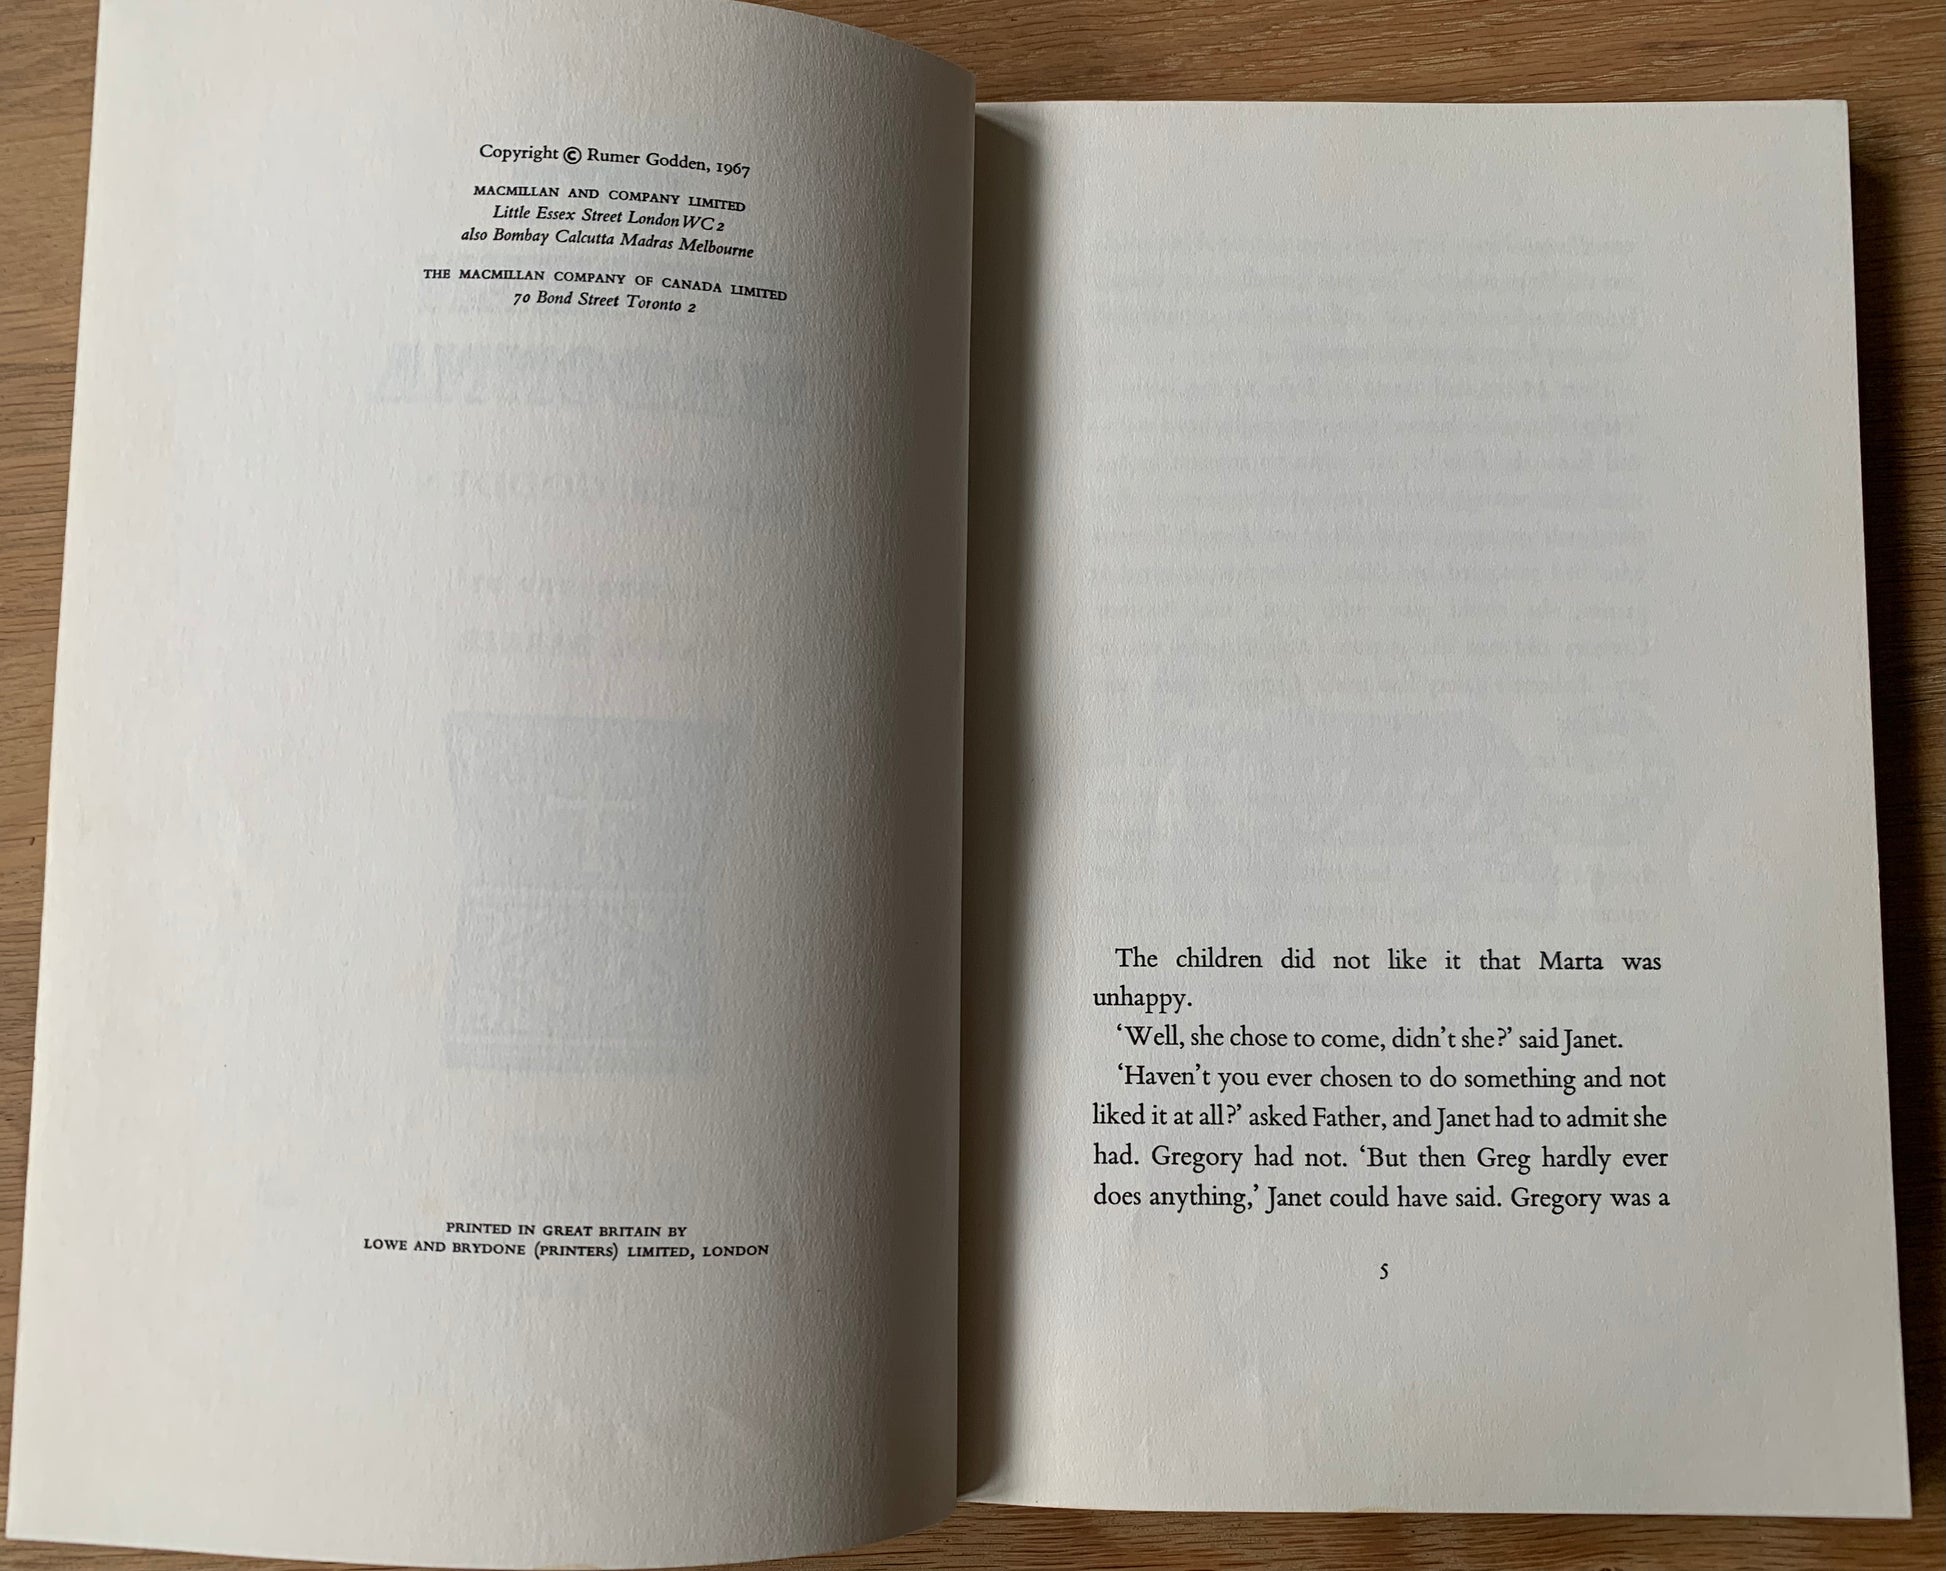 Copyright © Rumer Godden, 1967
MACMILLAN AND COMPANY LIMITED
Little Essex Street London WC2
also Bombay Calcutta Madras Melbourne
THE MACMILLAN COMPANY OF CANADA LIMITED
70 Bond Street Toronto 2
PRINTED IN GREAT BRITAIN BY
LOWE AND BRYDONE (PRINTERS) LIMITED, LONDON
The children did not like it that Marta was
unhappy.
‘Well, she chose to come, didn’t she?’ said Janet.
‘Haven’t you ever chosen to do something and not
liked it at all?’ asked Father, and Janet had to admit she
had. Gregory had not. ‘But then Greg hardly ever
does anything,’ Janet could have said. Gregory was a
5